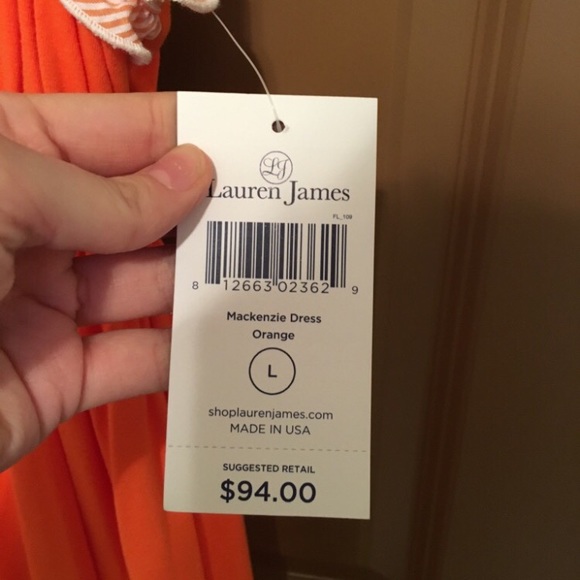 LJ
Lauren James
FL_108
8 12663 02362 9
Mackenzie Dress
Orange
L
shoplaurenjames.com
MADE IN USA
SUGGESTED RETAIL
$94.00